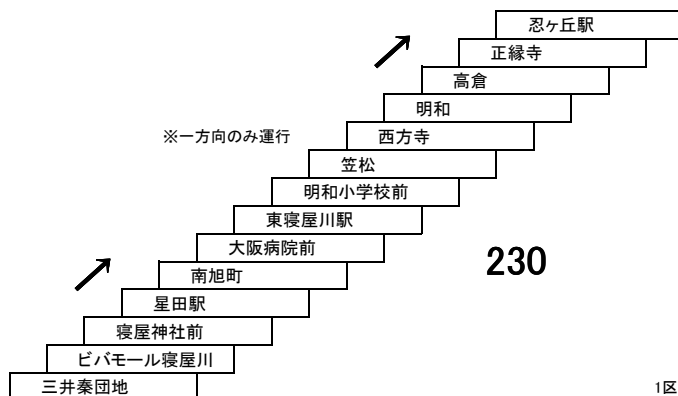 忍ヶ丘駅
正縁寺
高倉
明和
※一方向のみ運行
西方寺
笠松
明和小学校前
東寝屋川駅
大阪病院前
230
南旭町
星田駅
寝屋神社前
ビバモール寝屋川
三井秦団地
1区